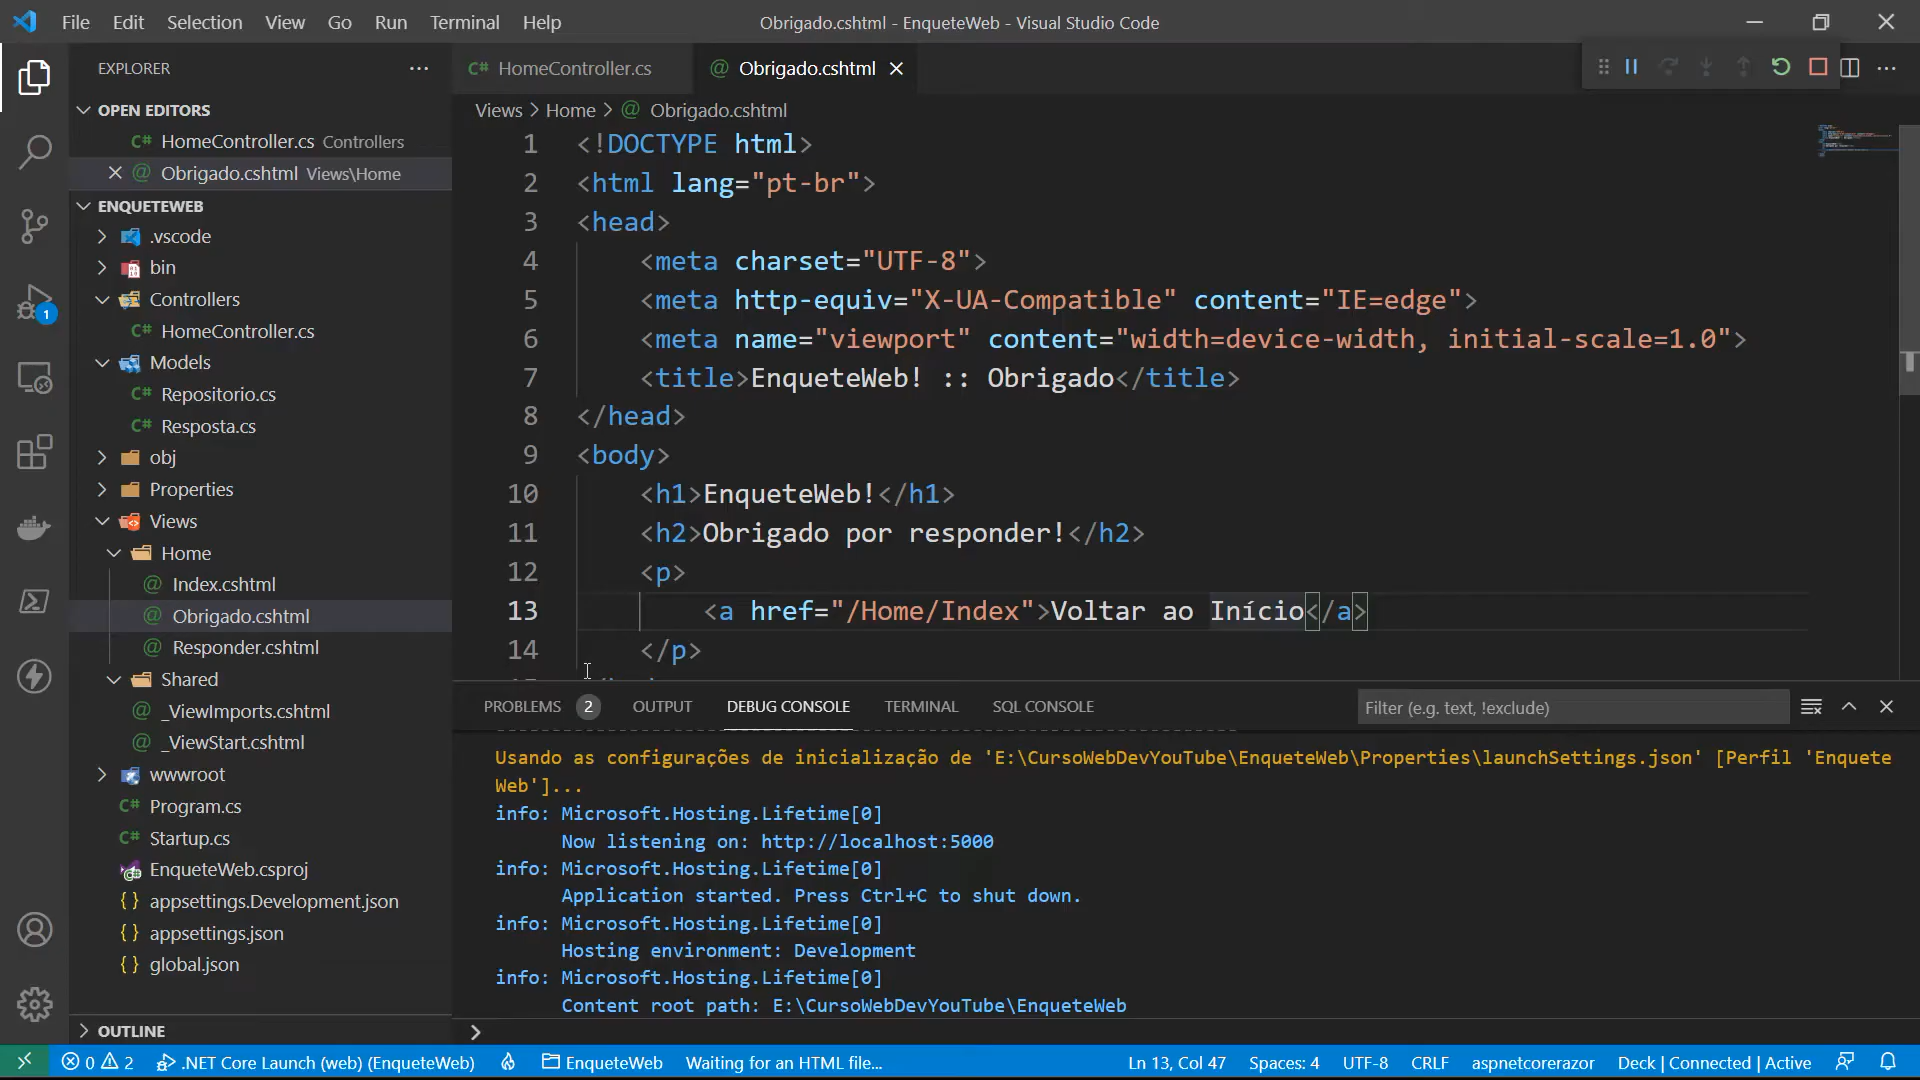 File Edit Selection View Go Run Terminal Help
Obrigado.cshtml - EnqueteWeb - Visual Studio Code
EXPLORER
OPEN EDITORS
HomeController.cs Controllers
Obrigado.cshtml Views\Home
ENQUETEWEB
.vscode
bin
Controllers
HomeController.cs
Models
Repositorio.cs
Resposta.cs
obj
Properties
Views
Home
Index.cshtml
Obrigado.cshtml
Responder.cshtml
Shared
_ViewImports.cshtml
_ViewStart.cshtml
wwwroot
Program.cs
Startup.cs
EnqueteWeb.csproj
appsettings.Development.json
appsettings.json
global.json
OUTLINE
1
HomeController.cs
Obrigado.cshtml
Views > Home > Obrigado.cshtml
1 <!DOCTYPE html>
2 <html lang="pt-br">
3 <head>
4 <meta charset="UTF-8">
5 <meta http-equiv="X-UA-Compatible" content="IE=edge">
6 <meta name="viewport" content="width=device-width, initial-scale=1.0">
7 <title>EnqueteWeb! :: Obrigado</title>
8 </head>
9 <body>
10 <h1>EnqueteWeb!</h1>
11 <h2>Obrigado por responder!</h2>
12 <p>
13 <a href="/Home/Index">Voltar ao Início</a>
14 </p>
PROBLEMS 2 OUTPUT DEBUG CONSOLE TERMINAL SQL CONSOLE
Filter (e.g. text, !exclude)
Usando as configurações de inicialização de 'E:\CursoWebDevYouTube\EnqueteWeb\Properties\launchSettings.json' [Perfil 'Enquete
Web']...
info: Microsoft.Hosting.Lifetime[0]
Now listening on: http://localhost:5000
info: Microsoft.Hosting.Lifetime[0]
Application started. Press Ctrl+C to shut down.
info: Microsoft.Hosting.Lifetime[0]
Hosting environment: Development
info: Microsoft.Hosting.Lifetime[0]
Content root path: E:\CursoWebDevYouTube\EnqueteWeb
0 2 .NET Core Launch (web) (EnqueteWeb) EnqueteWeb Waiting for an HTML file... Ln 13, Col 47 Spaces: 4 UTF-8 CRLF aspnetcorerazor Deck | Connected | Active